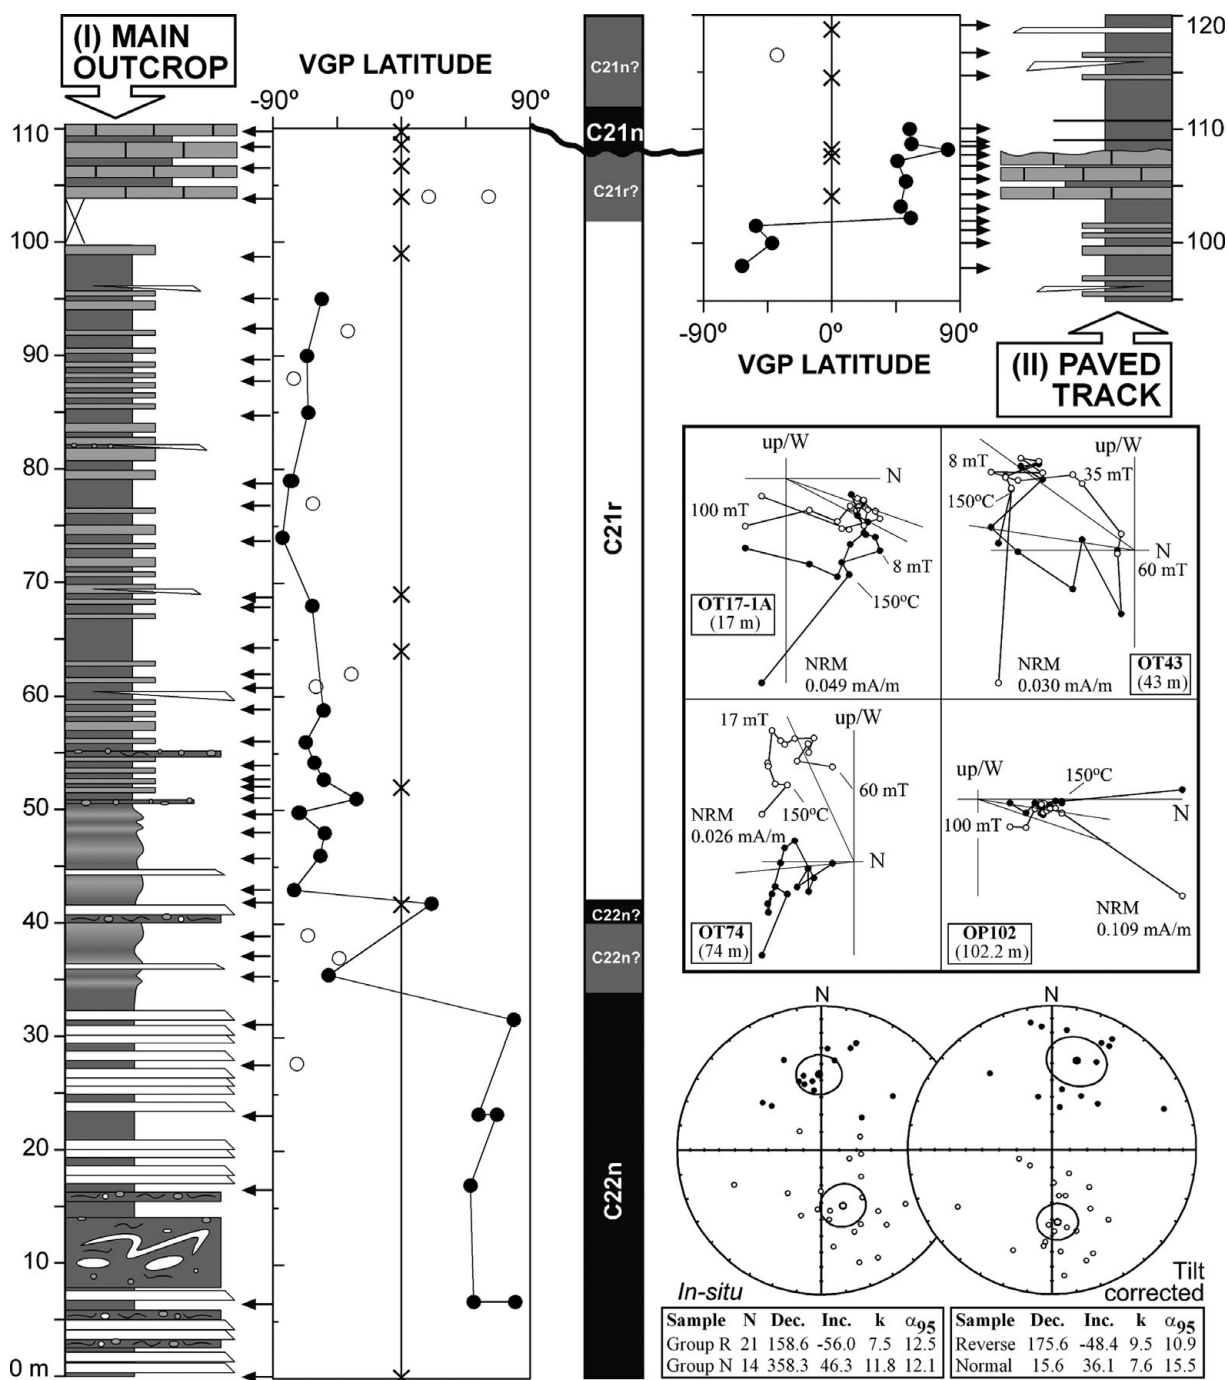 (I) MAIN
OUTCROP
VGP LATITUDE
-90º 0º 90º
110
100
90
80
70
60
50
40
30
20
10
0 m
C21n?
C21n
C21r?
C21r
C22n?
C22n?
C22n
120
110
100
-90º 0º 90º
VGP LATITUDE
(II) PAVED
TRACK
up/W
N
100 mT
8 mT
150ºC
OT17-1A
(17 m)
NRM
0.049 mA/m
up/W
8 mT
35 mT
150ºC
N
60 mT
NRM
0.030 mA/m
OT43
(43 m)
17 mT
up/W
60 mT
150ºC
NRM
0.026 mA/m
N
OT74
(74 m)
up/W
150ºC
N
100 mT
NRM
0.109 mA/m
OP102
(102.2 m)
N
N
In-situ
Tilt
corrected
Sample N Dec. Inc. k α95
Group R 21 158.6 -56.0 7.5 12.5
Group N 14 358.3 46.3 11.8 12.1
Sample Dec. Inc. k α95
Reverse 175.6 -48.4 9.5 10.9
Normal 15.6 36.1 7.6 15.5